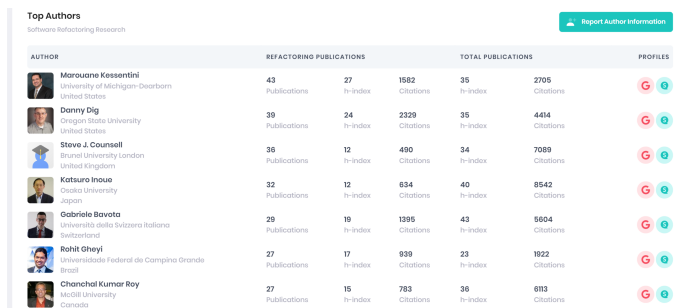 Top Authors
Software Refactoring Research
Report Author Information
AUTHOR REFACTORING PUBLICATIONS TOTAL PUBLICATIONS PROFILES
Marouane Kessentini
University of Michigan-Dearborn
United States
43 27 1582 35 2705
Publications h-index Citations h-index Citations
G
Danny Dig
Oregon State University
United States
39 24 2329 35 4414
Publications h-index Citations h-index Citations
G
Steve J. Counsell
Brunel University London
United Kingdom
36 12 490 34 7089
Publications h-index Citations h-index Citations
G
Katsuro Inoue
Osaka University
Japan
32 12 634 40 8542
Publications h-index Citations h-index Citations
G
Gabriele Bavota
Università della Svizzera italiana
Switzerland
29 19 1395 43 5604
Publications h-index Citations h-index Citations
G
Rohit Gheyi
Universidade Federal de Campina Grande
Brazil
27 17 939 23 1922
Publications h-index Citations h-index Citations
G
Chanchal Kumar Roy
McGill University
Canada
27 15 783 36 6113
Publications h-index Citations h-index Citations
G